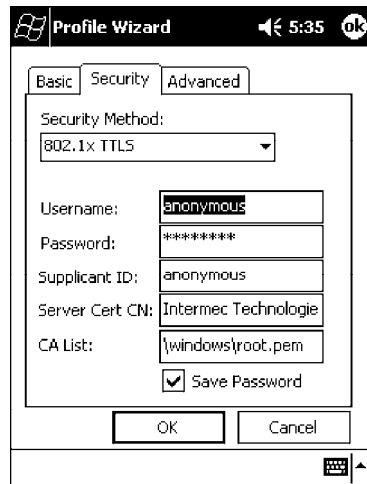 Profile Wizard 5:35 ok
Basic Security Advanced
Security Method:
802.1x TTLS
Username: anonymous
Password: ********
Supplicant ID: anonymous
Server Cert CN: Intermec Technologie
CA List: \windows\root.pem
Save Password
OK Cancel